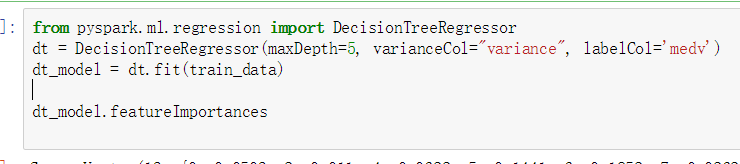 ]:
from pyspark.ml.regression import DecisionTreeRegressor
dt = DecisionTreeRegressor(maxDepth=5, varianceCol="variance", labelCol='medv')
dt_model = dt.fit(train_data)
dt_model.featureImportances